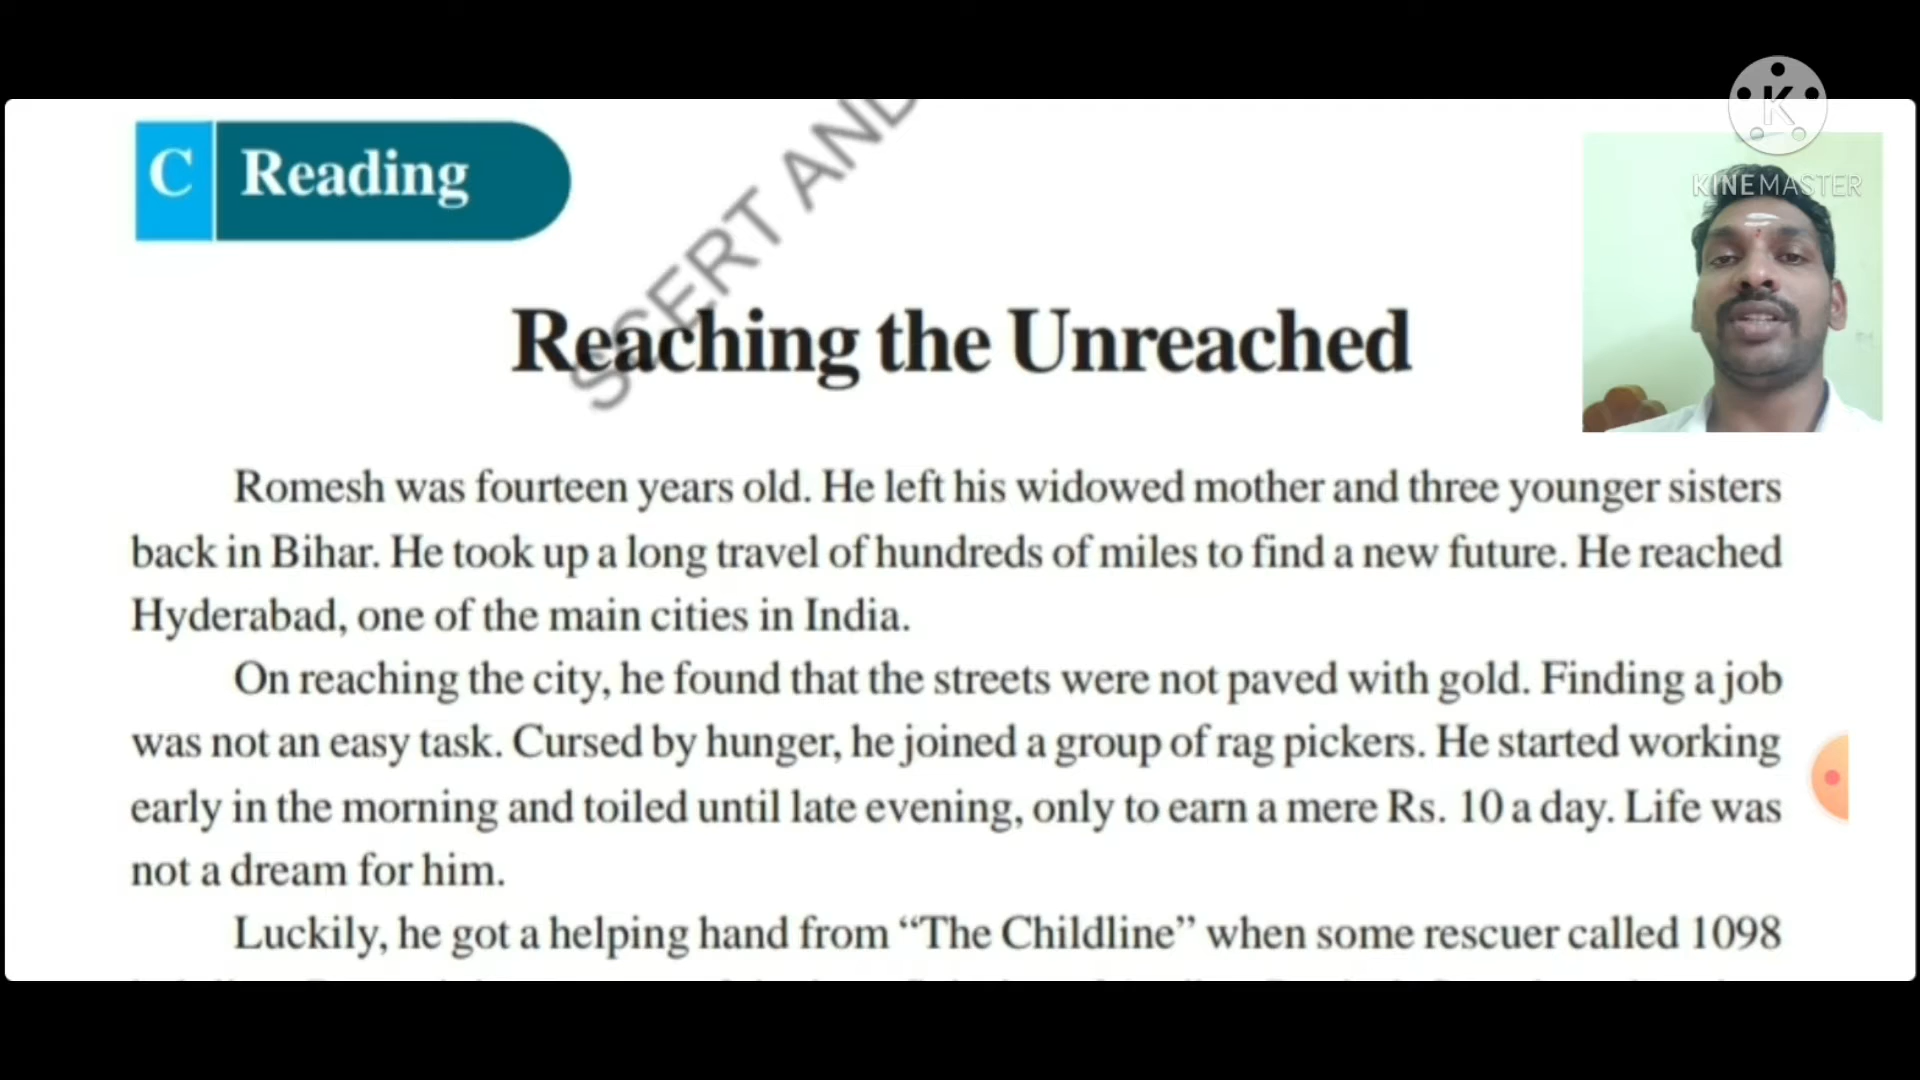 K
KINEMASTER
C Reading
SCERT AND
Reaching the Unreached
Romesh was fourteen years old. He left his widowed mother and three younger sisters
back in Bihar. He took up a long travel of hundreds of miles to find a new future. He reached
Hyderabad, one of the main cities in India.
On reaching the city, he found that the streets were not paved with gold. Finding a job
was not an easy task. Cursed by hunger, he joined a group of rag pickers. He started working
early in the morning and toiled until late evening, only to earn a mere Rs. 10 a day. Life was
not a dream for him.
Luckily, he got a helping hand from “The Childline” when some rescuer called 1098